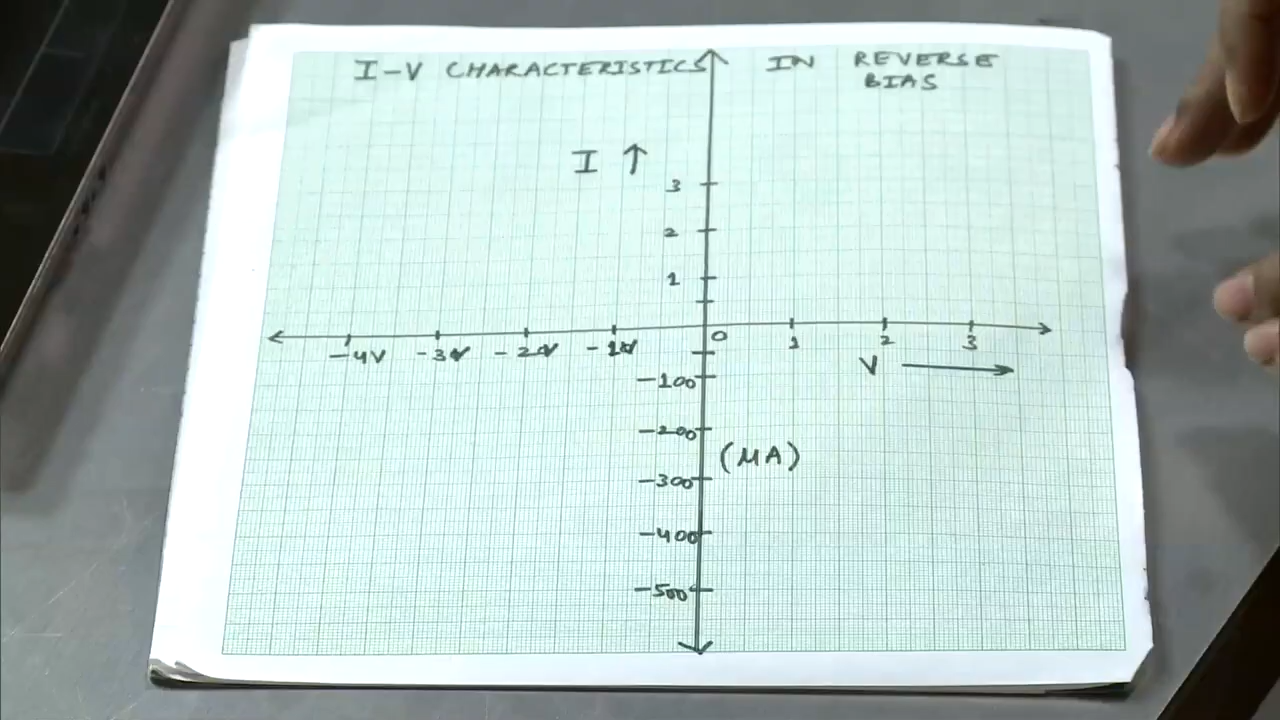 I-V CHARACTERISTICS IN REVERSE
BIAS
I ↑
3
2
1
-4V -3V -2V -1V 0 1 2 3
V →
-100
-200
(μA)
-300
-400
-500